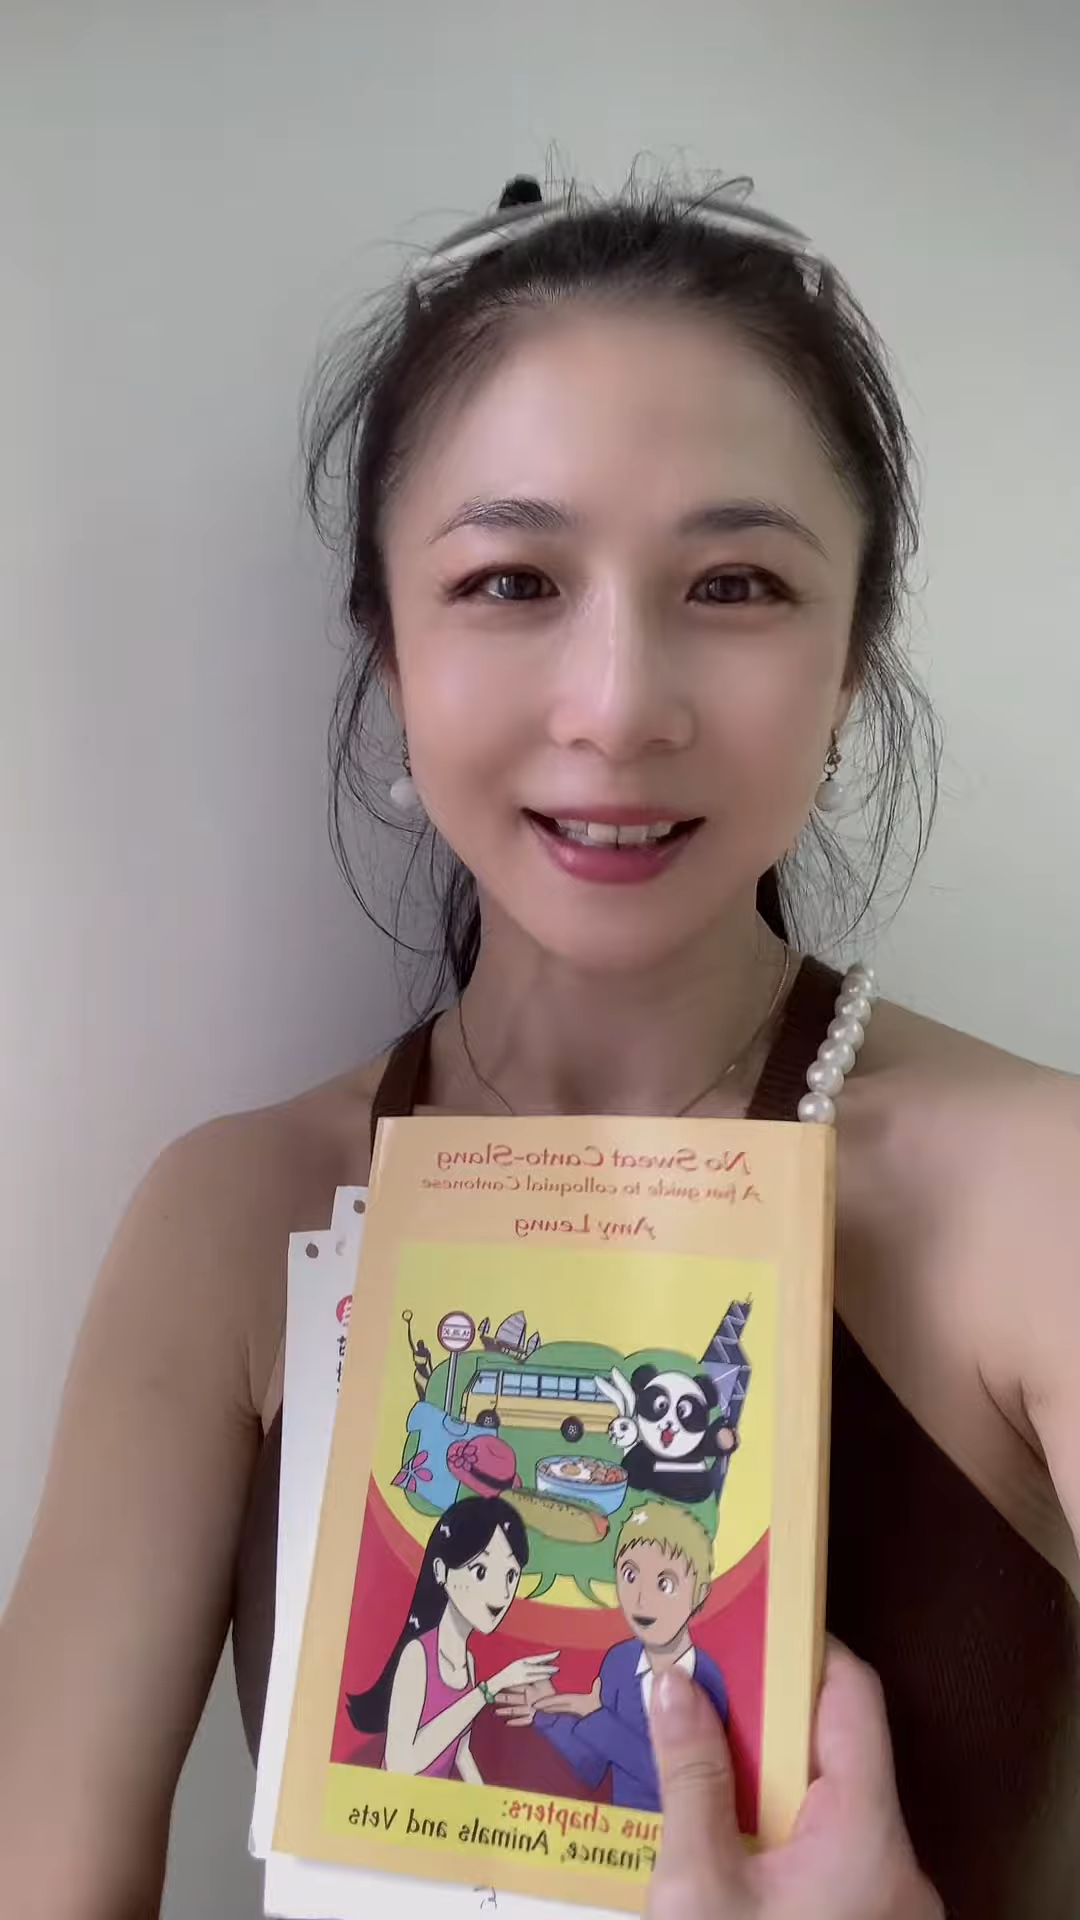 No Sweat Canto-Slang
A fun guide to colloquial Cantonese
Amy Leung
chapters:
Finance, Animals and Vets